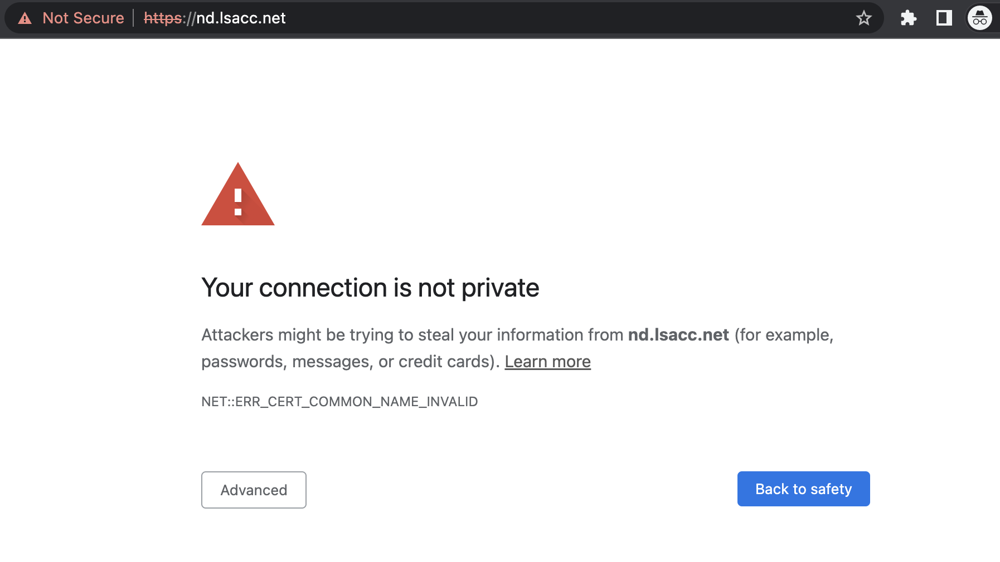 Not Secure | https://nd.lsacc.net
Your connection is not private
Attackers might be trying to steal your information from nd.lsacc.net (for example,
passwords, messages, or credit cards). Learn more
NET::ERR_CERT_COMMON_NAME_INVALID
Advanced
Back to safety